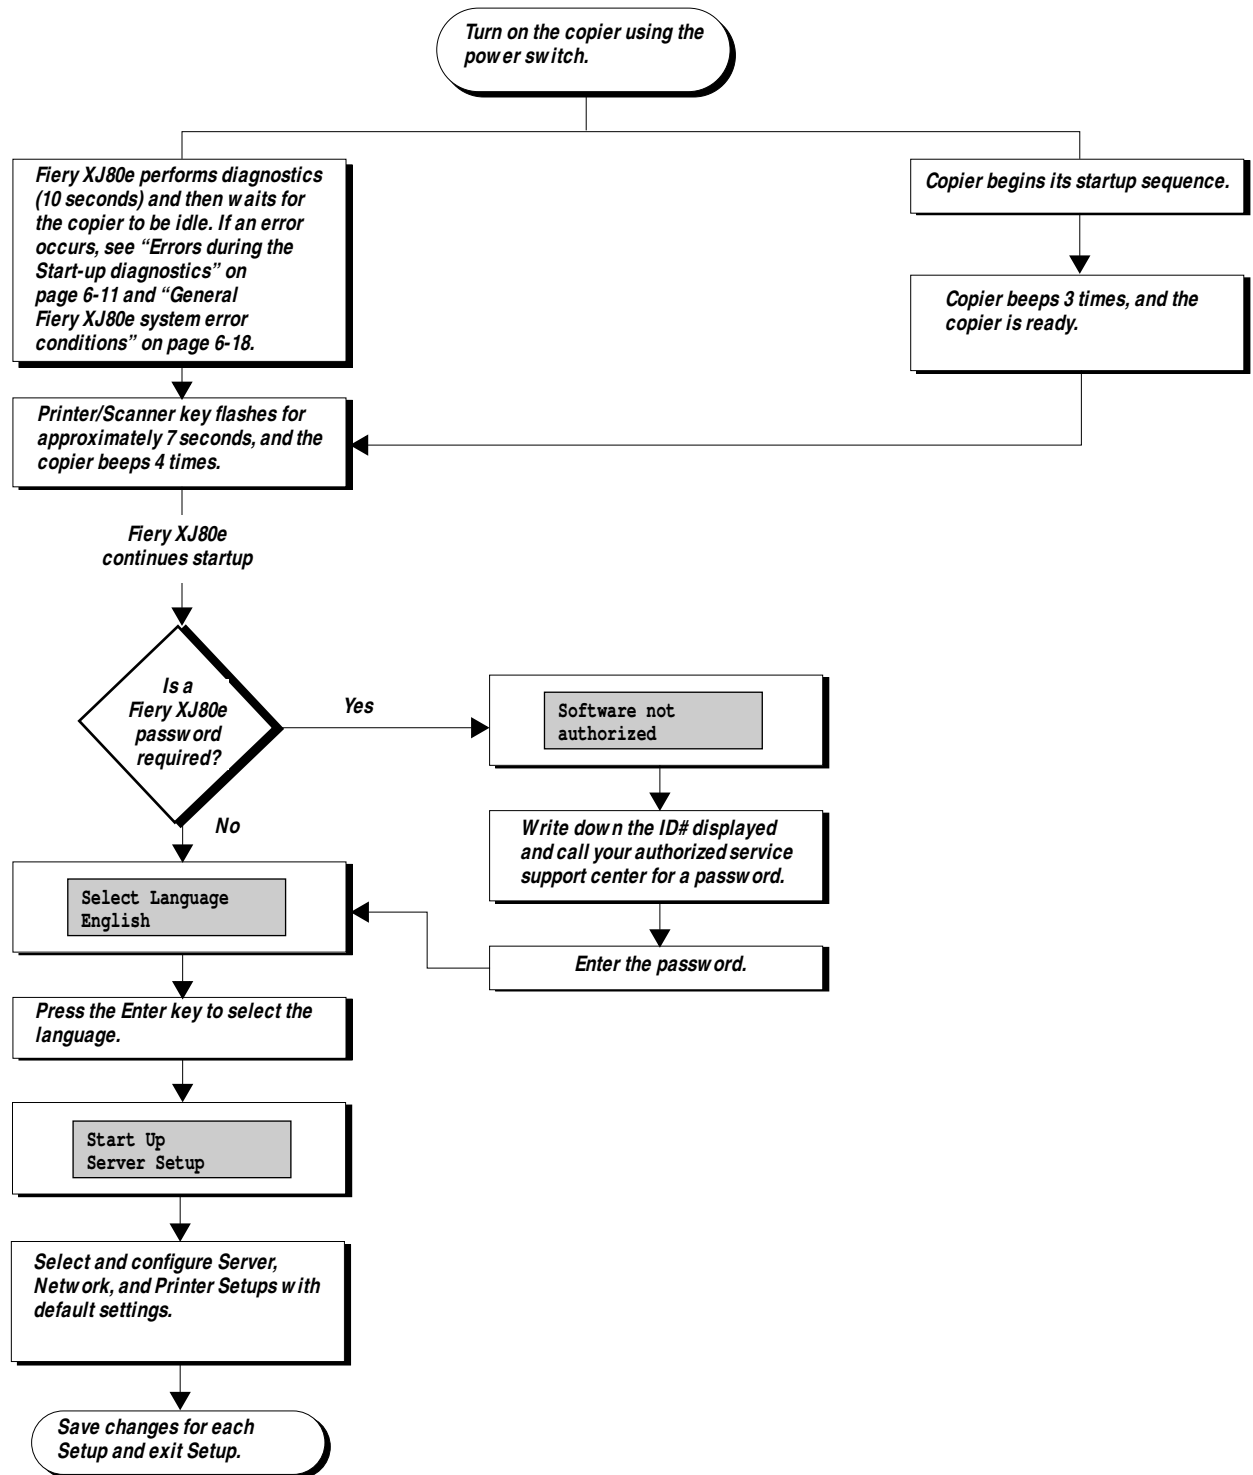 Turn on the copier using the
power switch.
Fiery XJ80e performs diagnostics
(10 seconds) and then waits for
the copier to be idle. If an error
occurs, see “Errors during the
Start-up diagnostics” on
page 6-11 and “General
Fiery XJ80e system error
conditions” on page 6-18.
Copier begins its startup sequence.
Copier beeps 3 times, and the
copier is ready.
Printer/Scanner key flashes for
approximately 7 seconds, and the
copier beeps 4 times.
Fiery XJ80e
continues startup
Is a
Fiery XJ80e
password
required?
Yes
Software not
authorized
Write down the ID# displayed
and call your authorized service
support center for a password.
Enter the password.
No
Select Language
English
Press the Enter key to select the
language.
Start Up
Server Setup
Select and configure Server,
Network, and Printer Setups with
default settings.
Save changes for each
Setup and exit Setup.